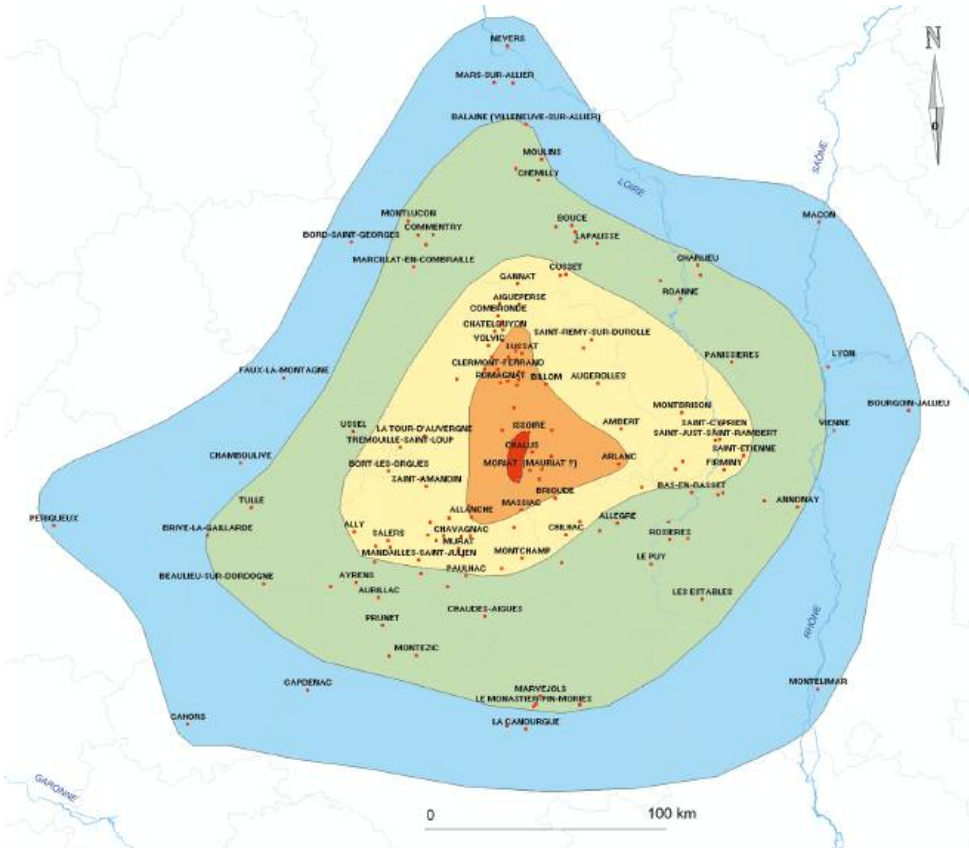 NEVERS
N
MARS-SUR-ALLIER
BALAINE (VILLENEUVE-SUR-ALLIER)
0
SAÔNE
MOULINS
CHEMILLY
LOIRE
MONTLUCON
BOUCE
MACON
BORD-SAINT-GEORGES
COMMENTRY
LAPALISSE
MARCILLAT-EN-COMBRAILLE
CHARLIEU
CUSSET
GANNAT
ROANNE
AIGUEPERSE
COMBRONDE
CHATELGUYON
SAINT-REMY-SUR-DUROLLE
VOLVIC
LUSSAT
LYON
CLERMONT-FERRAND
PANISSIERES
FAUX-LA-MONTAGNE
ROMAGNAT
BILLOM
AUGEROLLES
BOURGOIN-JALLIEU
MONTBRISON
USSEL
LA TOUR-D'AUVERGNE
ISSOIRE
AMBERT
SAINT-CYPRIEN
VIENNE
TREMOUILLE-SAINT-LOUP
SAINT-JUST-SAINT-RAMBERT
CHALUS
SAINT-ETIENNE
CHAMBOULIVE
BORT-LES-ORGUES
MORIAT (MAURIAT ?)
ARLANC
FIRMINY
SAINT-AMANDIN
BAS-EN-BASSET
TULLE
BRIOUDE
ANNONAY
MASSIAC
PERIGUEUX
ALLANCHE
ALLEGRE
BRIVE-LA-GAILLARDE
ALLY
CHAVAGNAC
CHILHAC
SALERS
MURAT
ROSIERES
MANDAILLES-SAINT-JULIEN
MONTCHAMP
LE PUY
BEAULIEU-SUR-DORDOGNE
AYRENS
PAULHAC
AURILLAC
LES ESTABLES
CHAUDES-AIGUES
PRUNET
RHÔNE
MONTEZIC
CAPDENAC
MARVEJOLS
MONTELIMAR
LE MONASTIER-PIN-MORIES
CAHORS
LA CANOURGUE
GARONNE
0
100 km